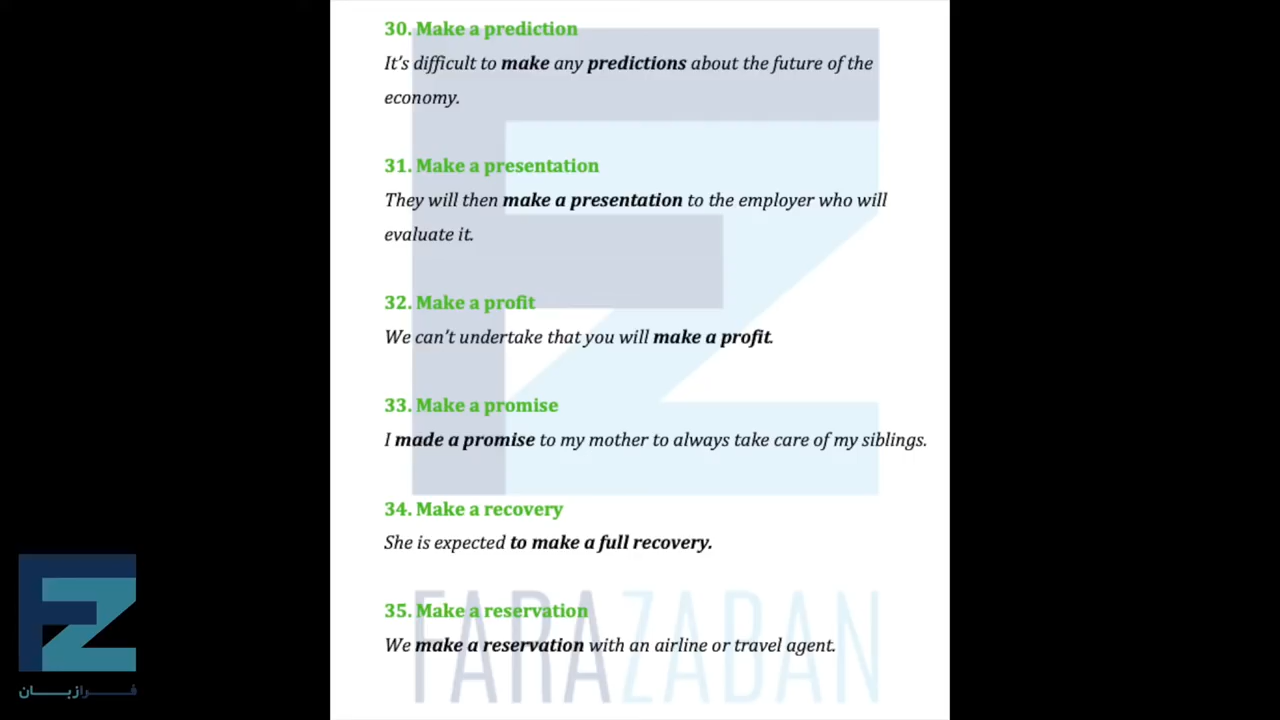 30. Make a prediction
It's difficult to make any predictions about the future of the
economy.
31. Make a presentation
They will then make a presentation to the employer who will
evaluate it.
32. Make a profit
We can't undertake that you will make a profit.
33. Make a promise
I made a promise to my mother to always take care of my siblings.
34. Make a recovery
She is expected to make a full recovery.
35. Make a reservation
We make a reservation with an airline or travel agent.
FARAZABAN
FZ
فرازبان